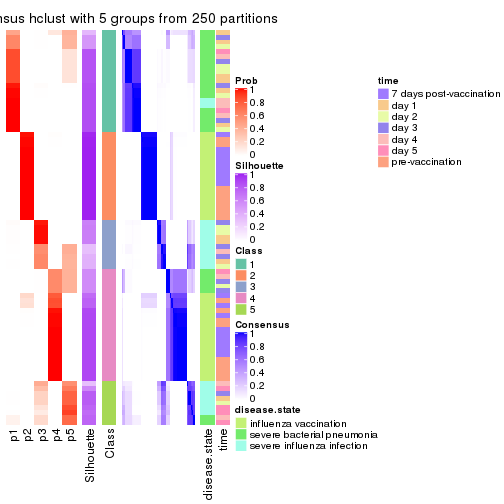 nsus hclust with 5 groups from 250 partitions
Prob
1
0.8
0.6
0.4
0.2
0
Silhouette
1
0.8
0.6
0.4
0.2
0
Class
1
2
3
4
5
Consensus
1
0.8
0.6
0.4
0.2
0
disease.state
influenza vaccination
severe bacterial pneumonia
severe influenza infection
time
7 days post-vaccination
day 1
day 2
day 3
day 4
day 5
pre-vaccination
p1
p2
p3
p4
p5
Silhouette
Class
disease.state
time